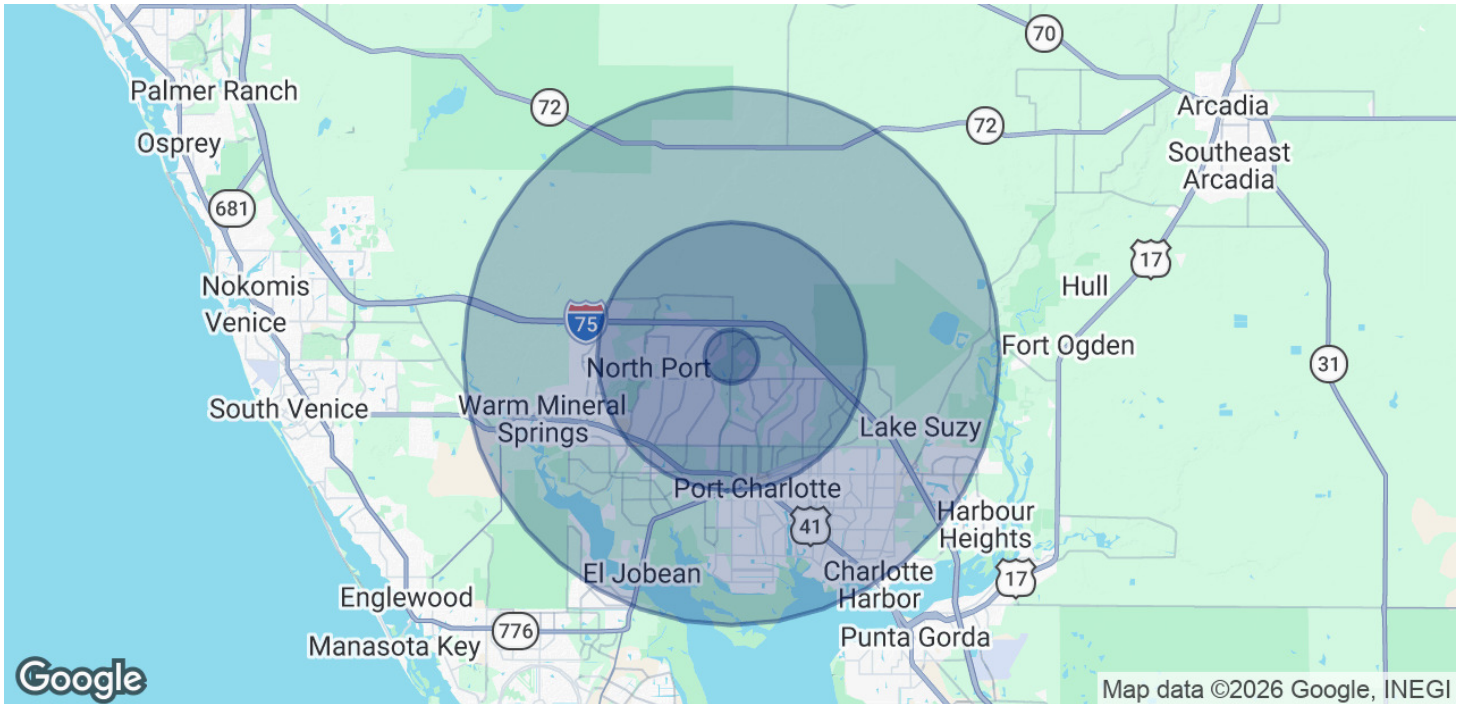 70
72
72
Palmer Ranch
Osprey
Arcadia
Southeast
Arcadia
681
17
Nokomis
Venice
Hull
75
Fort Ogden
North Port
31
South Venice
Warm Mineral
Springs
Lake Suzy
Port Charlotte
41
Harbour
Heights
El Jobean
Charlotte
Harbor
17
Englewood
776
Manasota Key
Punta Gorda
Google
Map data ©2026 Google, INEGI